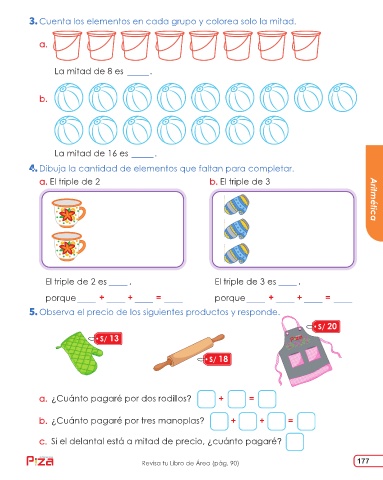 3. Cuenta los elementos en cada grupo y colorea solo la mitad.
a.
La mitad de 8 es _____.
b.
La mitad de 16 es _____.
4. Dibuja la cantidad de elementos que faltan para completar.
a. El triple de 2 b. El triple de 3
El triple de 2 es ____. El triple de 3 es ____.
porque ____ + ____ + ____ = ____ porque ____ + ____ + ____ = ____
5. Observa el precio de los siguientes productos y responde.
S/ 13
S/ 18
S/ 20
a. ¿Cuánto pagaré por dos rodillos? + =
b. ¿Cuánto pagaré por tres manoplas? + + =
c. Si el delantal está a mitad de precio, ¿cuánto pagaré?
Aritmética
Piza Revisa tu Libro de Área (pág. 90) 177